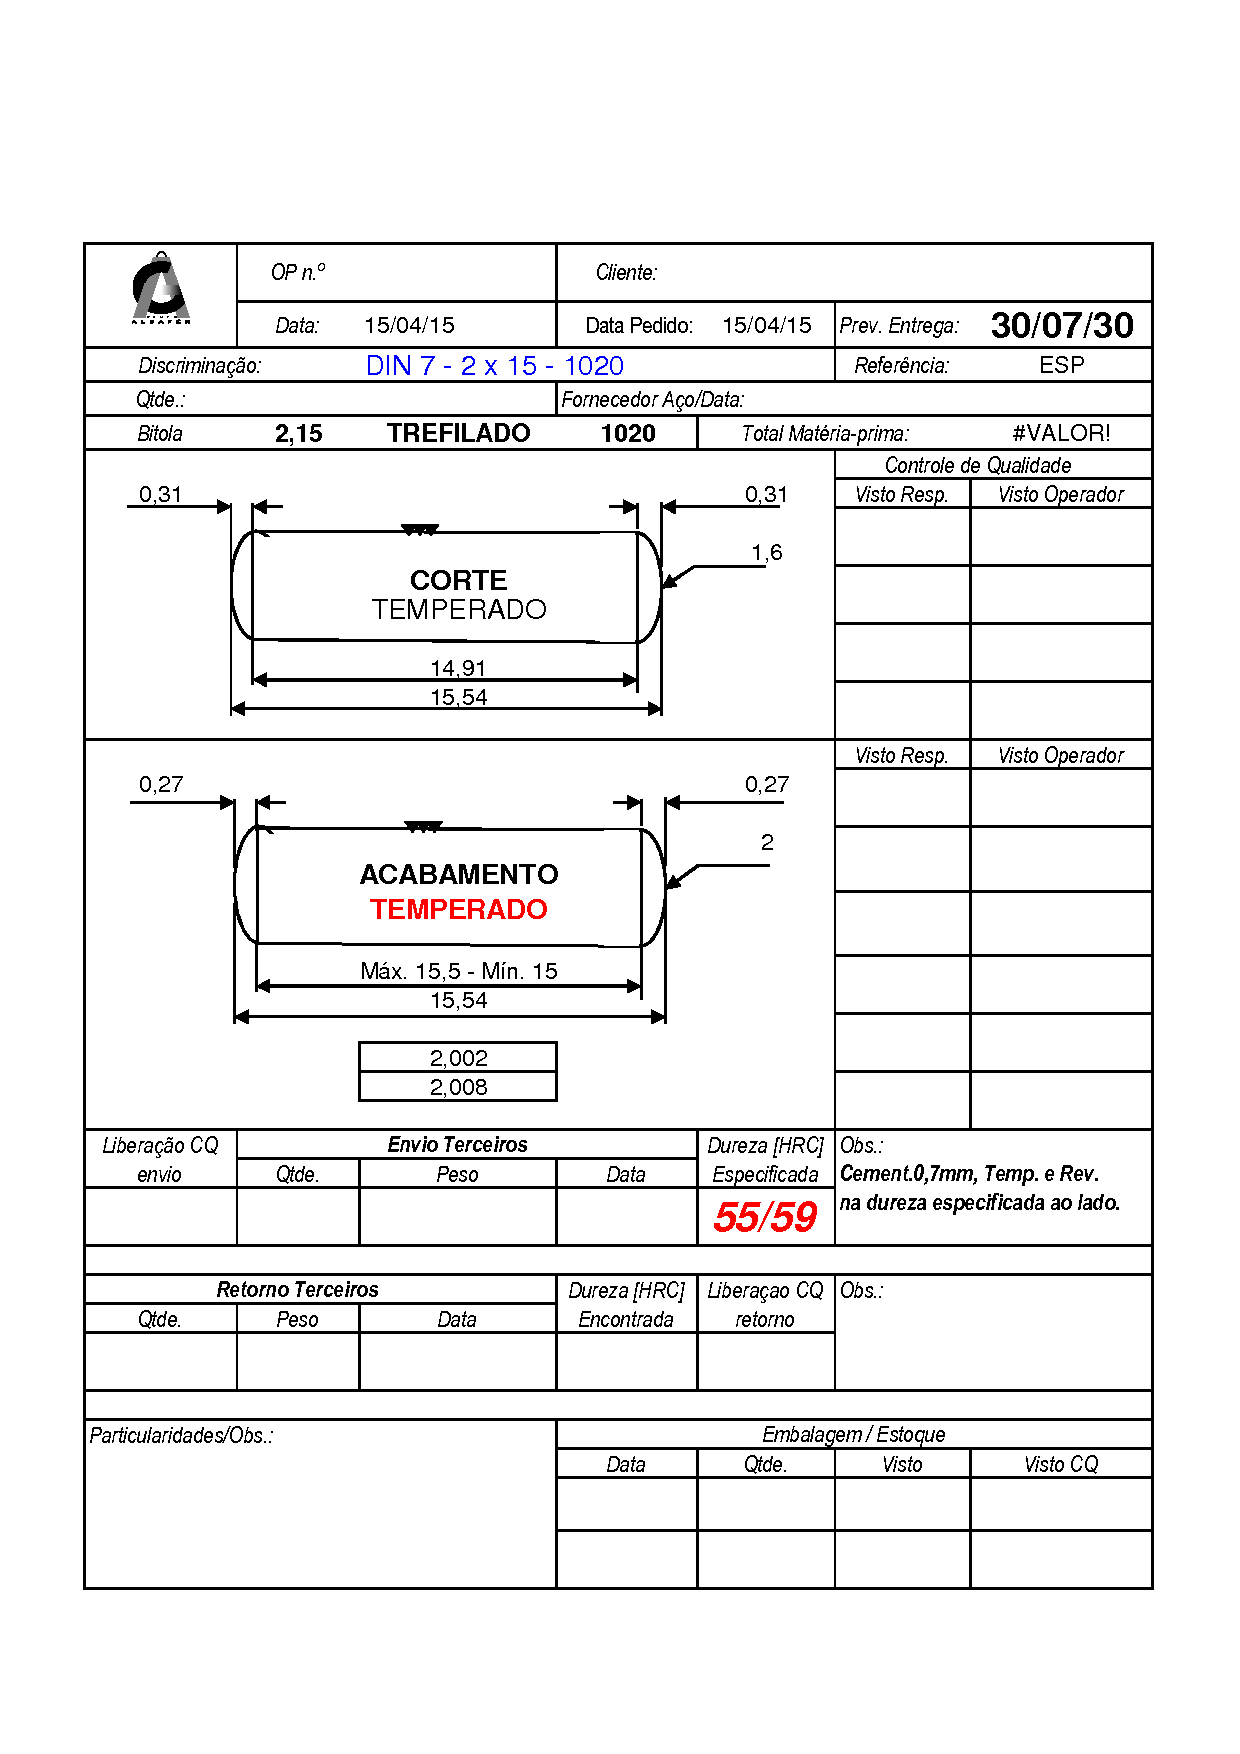 OP n.º Cliente:
ALFAFER
Data: 15/04/15 Data Pedido: 15/04/15 Prev. Entrega: 30/07/30
Discriminação: DIN 7 - 2 x 15 - 1020 Referência: ESP
Qtde.: Fornecedor Aço/Data:
Bitola 2,15 TREFILADO 1020 Total Matéria-prima: #VALOR!
Controle de Qualidade
0,31 0,31 Visto Resp. Visto Operador
1,6
CORTE
TEMPERADO
14,91
15,54
Visto Resp. Visto Operador
0,27 0,27
2
ACABAMENTO
TEMPERADO
Máx. 15,5 - Mín. 15
15,54
2,002
2,008
Liberação CQ Envio Terceiros Dureza [HRC] Obs.:
envio Qtde. Peso Data Especificada Cement.0,7mm, Temp. e Rev.
55/59 na dureza especificada ao lado.
Retorno Terceiros Dureza [HRC] Liberaçao CQ Obs.:
Qtde. Peso Data Encontrada retorno
Particularidades/Obs.: Embalagem / Estoque
Data Qtde. Visto Visto CQ